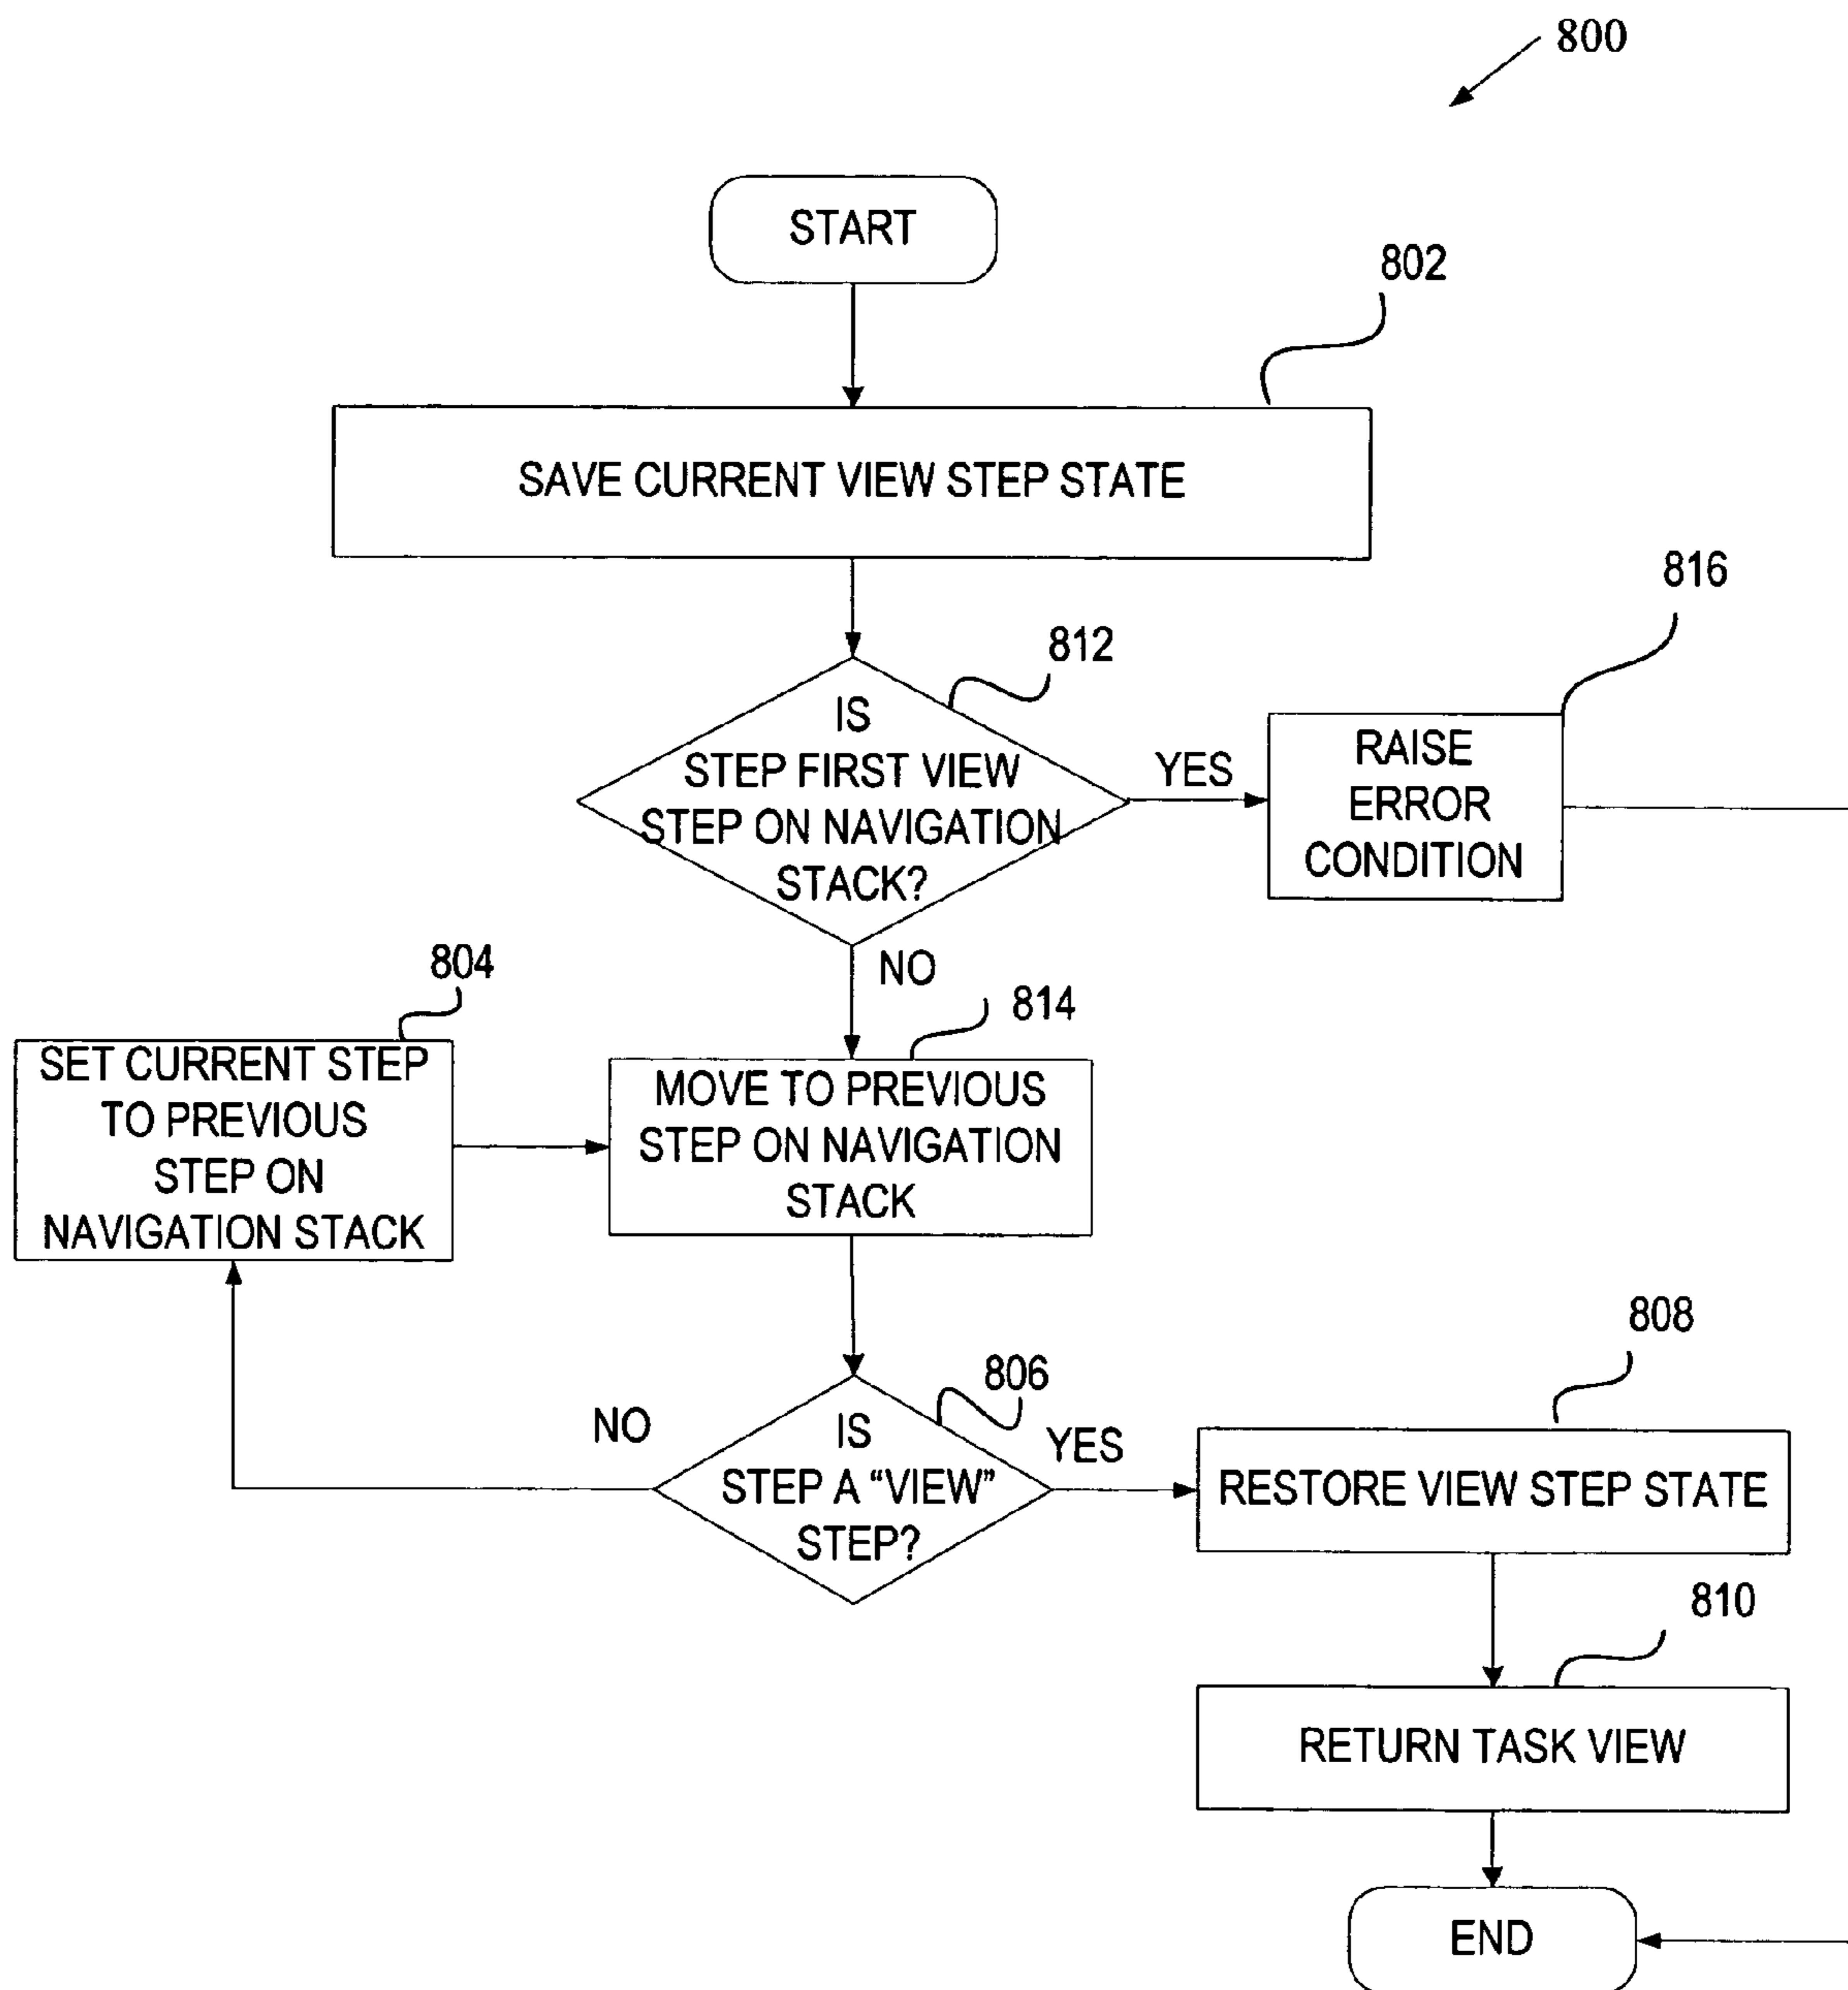 800
START
802
SAVE CURRENT VIEW STEP STATE
816
812
IS
STEP FIRST VIEW
STEP ON NAVIGATION
STACK?
YES
RAISE
ERROR
CONDITION
NO
804
814
SET CURRENT STEP
TO PREVIOUS
STEP ON
NAVIGATION STACK
MOVE TO PREVIOUS
STEP ON NAVIGATION
STACK
808
806
NO
IS
STEP A “VIEW”
STEP?
YES
RESTORE VIEW STEP STATE
810
RETURN TASK VIEW
END